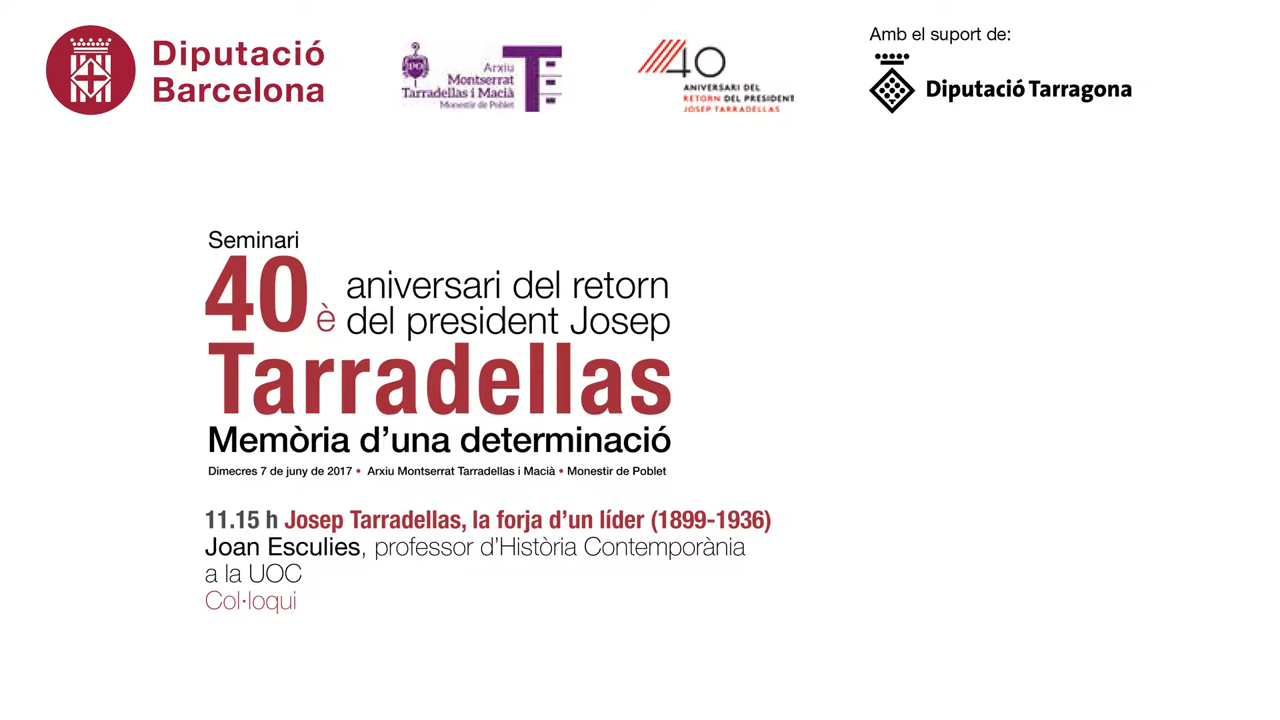 Diputació
Barcelona
Arxiu
Montserrat
Tarradellas i Macià
Monestir de Poblet
40
ANIVERSARI DEL
RETORN DEL PRESIDENT
JOSEP TARRADELLAS
Amb el suport de:
Diputació Tarragona
Seminari
40è aniversari del retorn
del president Josep
Tarradellas
Memòria d’una determinació
Dimecres 7 de juny de 2017 • Arxiu Montserrat Tarradellas i Macià • Monestir de Poblet
11.15 h Josep Tarradellas, la forja d’un líder (1899-1936)
Joan Esculies, professor d’Història Contemporània
a la UOC
Col·loqui